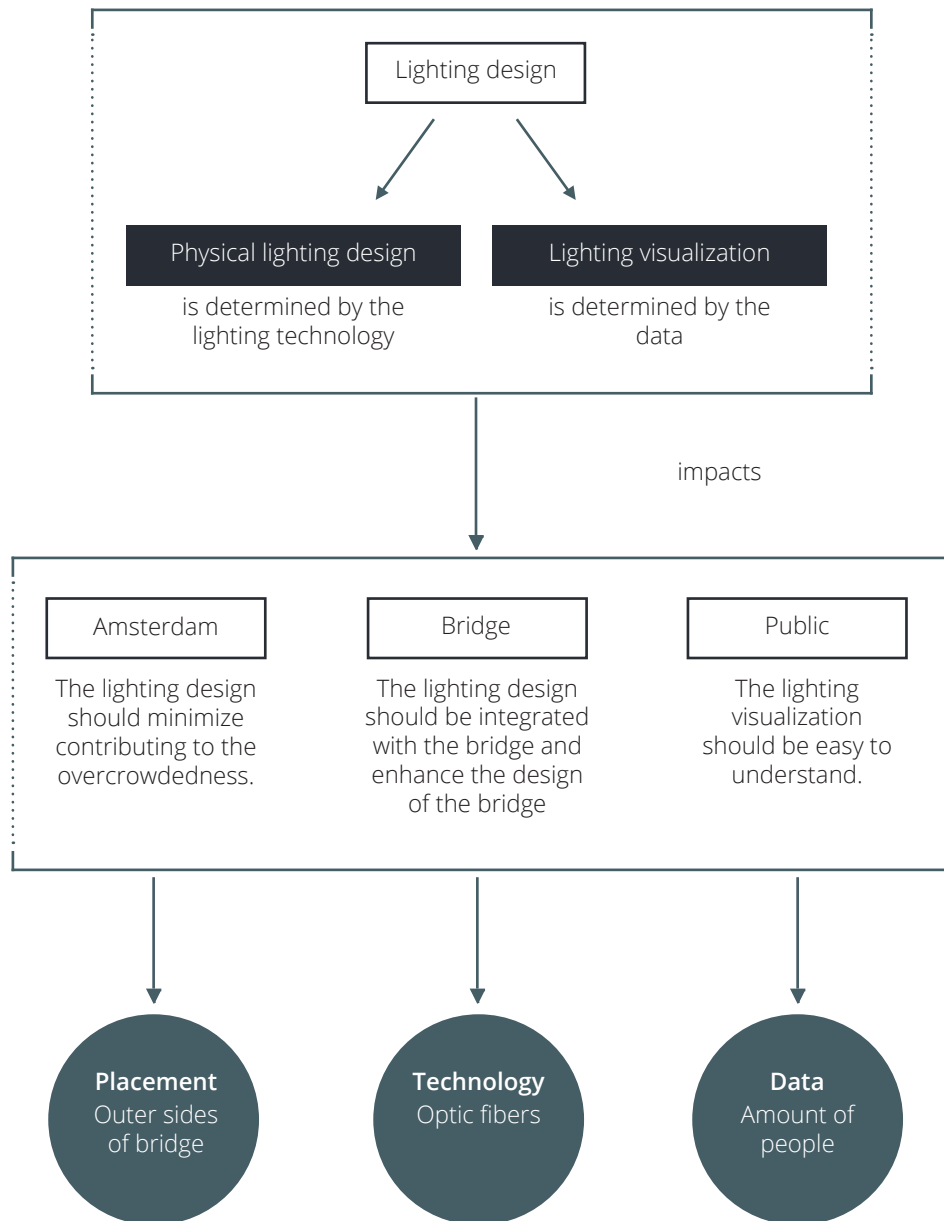 Lighting design
Physical lighting design
is determined by the
lighting technology
Lighting visualization
is determined by the
data
impacts
Amsterdam
The lighting design
should minimize
contributing to the
overcrowdedness.
Bridge
The lighting design
should be integrated
with the bridge and
enhance the design
of the bridge
Public
The lighting
visualization
should be easy to
understand.
Placement
Outer sides
of bridge
Technology
Optic fibers
Data
Amount of
people